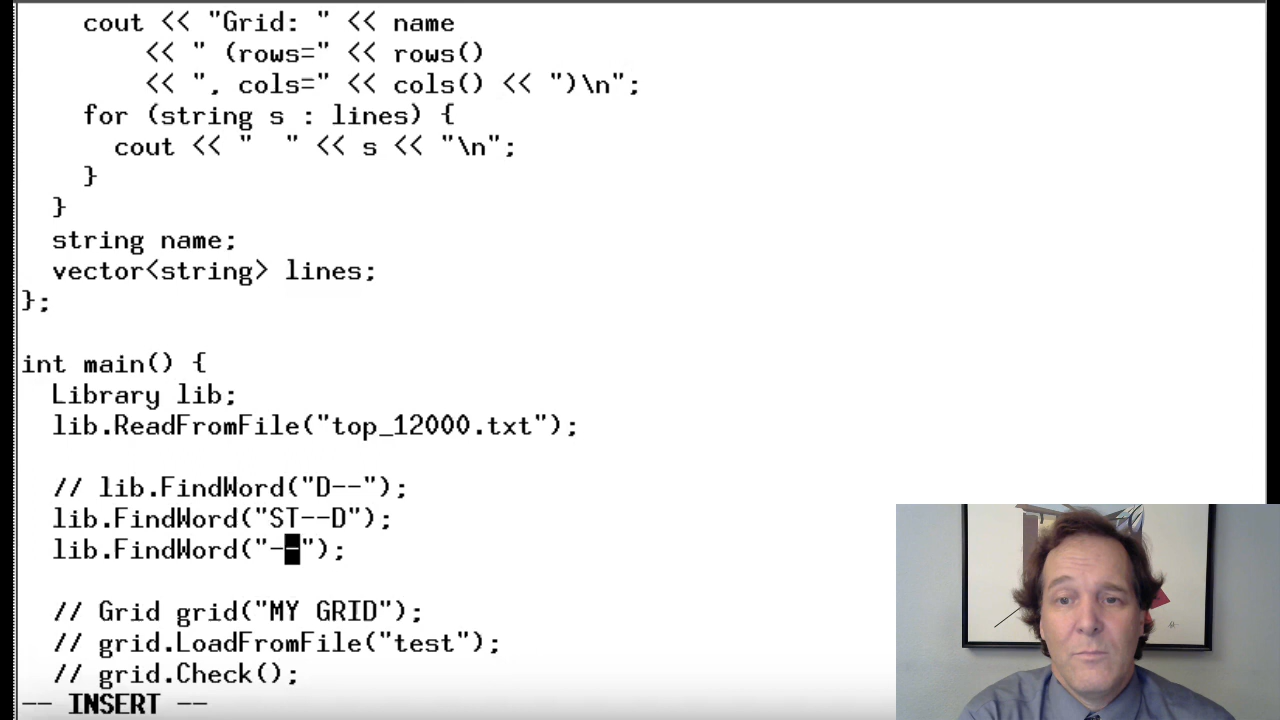 cout << "Grid: " << name
<< " (rows=" << rows()
<< ", cols=" << cols() << ")\n";
for (string s : lines) {
cout << "  " << s << "\n";
}
}
string name;
vector<string> lines;
};
int main() {
Library lib;
lib.ReadFromFile("top_12000.txt");
// lib.FindWord("D--");
lib.FindWord("ST--D");
lib.FindWord("--");
// Grid grid("MY GRID");
// grid.LoadFromFile("test");
// grid.Check();
-- INSERT --